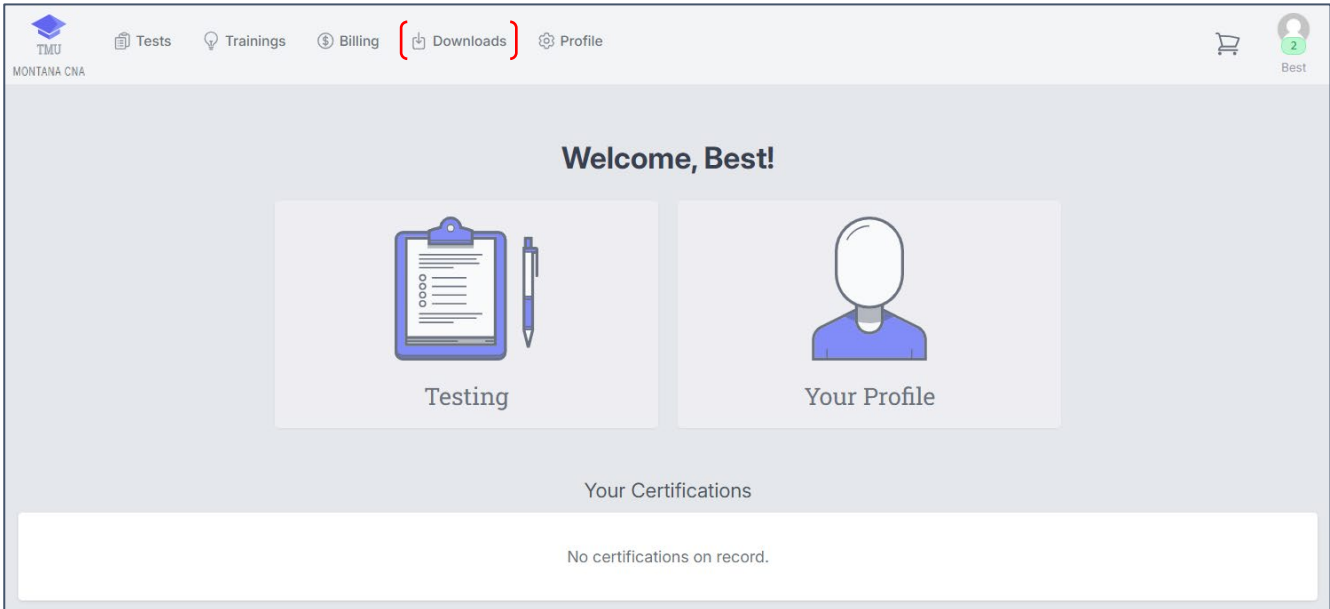 TMU
MONTANA CNA
Tests
Trainings
Billing
Downloads
Profile
2
Best
Welcome, Best!
Testing
Your Profile
Your Certifications
No certifications on record.